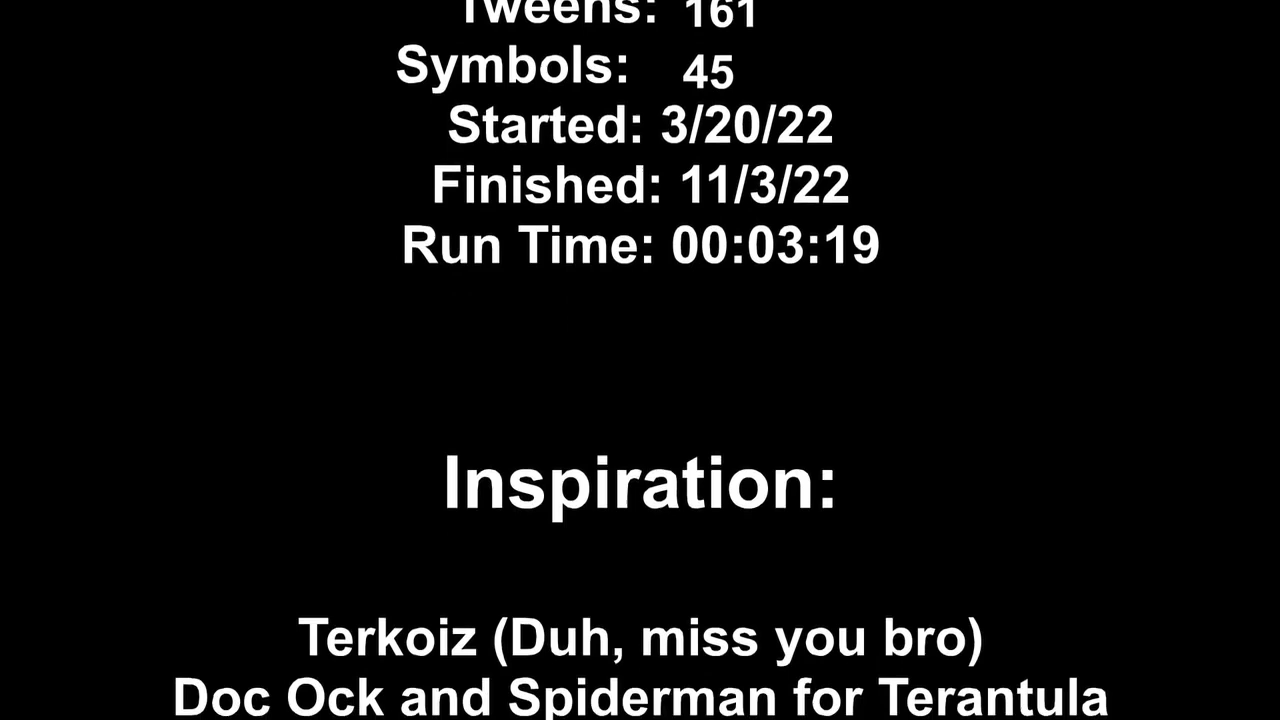 Tweens: 161
Symbols: 45
Started: 3/20/22
Finished: 11/3/22
Run Time: 00:03:19
Inspiration:
Terkoiz (Duh, miss you bro)
Doc Ock and Spiderman for Terantula